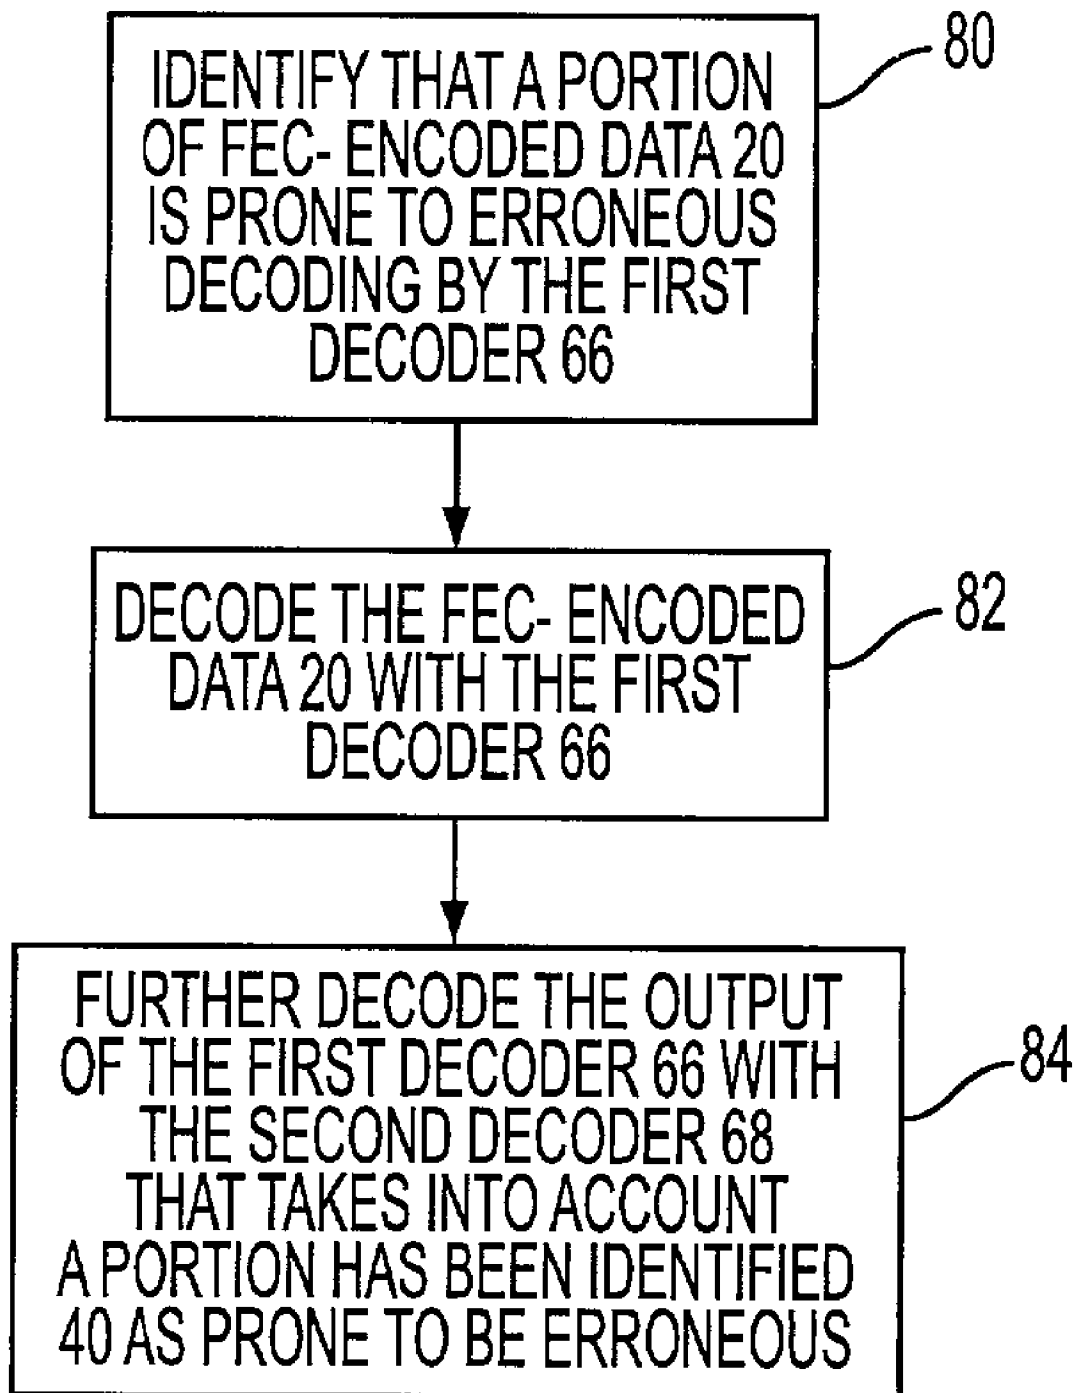 80
IDENTIFY THAT A PORTION
OF FEC- ENCODED DATA 20
IS PRONE TO ERRONEOUS
DECODING BY THE FIRST
DECODER 66
82
DECODE THE FEC- ENCODED
DATA 20 WITH THE FIRST
DECODER 66
84
FURTHER DECODE THE OUTPUT
OF THE FIRST DECODER 66 WITH
THE SECOND DECODER 68
THAT TAKES INTO ACCOUNT
A PORTION HAS BEEN IDENTIFIED
40 AS PRONE TO BE ERRONEOUS